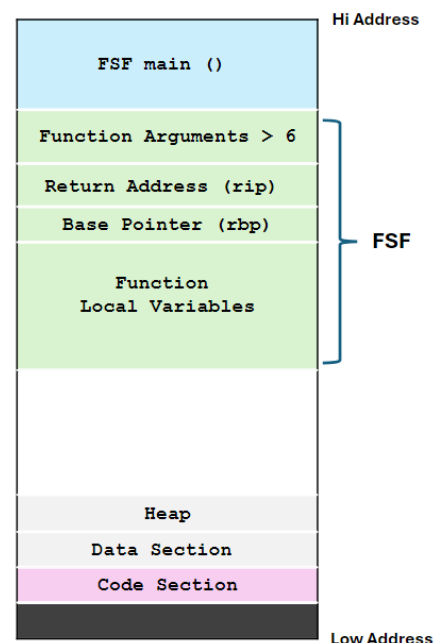 Hi Address
FSF main ()
Function Arguments > 6
Return Address (rip)
Base Pointer (rbp)
FSF
Function
Local Variables
Heap
Data Section
Code Section
Low Address